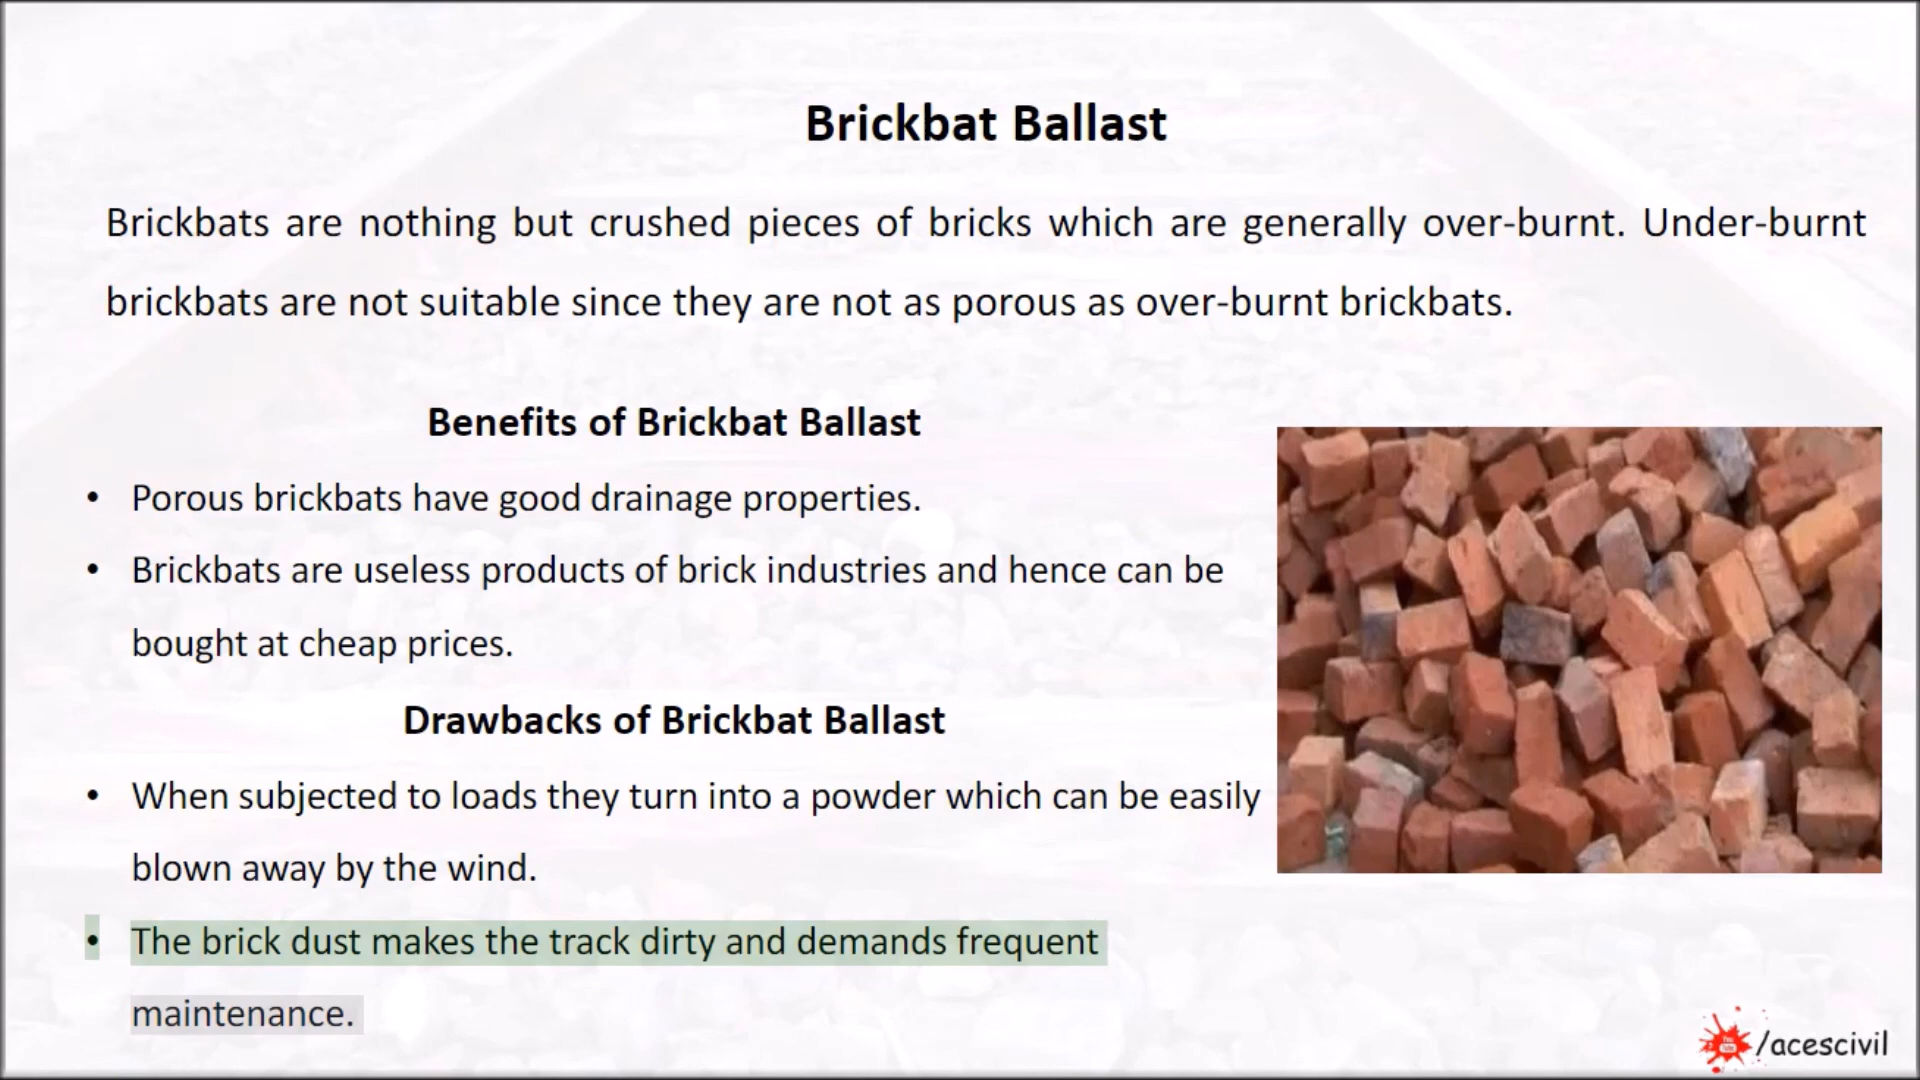 Brickbat Ballast
Brickbats are nothing but crushed pieces of bricks which are generally over-burnt. Under-burnt
brickbats are not suitable since they are not as porous as over-burnt brickbats.
Benefits of Brickbat Ballast
• Porous brickbats have good drainage properties.
• Brickbats are useless products of brick industries and hence can be
bought at cheap prices.
Drawbacks of Brickbat Ballast
• When subjected to loads they turn into a powder which can be easily
blown away by the wind.
• The brick dust makes the track dirty and demands frequent
maintenance.
/acescivil